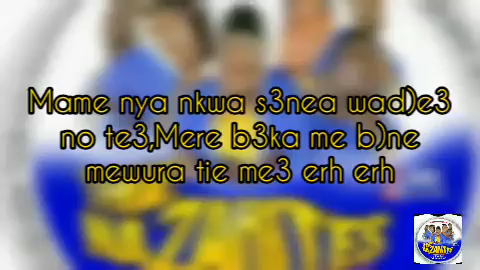 Mame nya nkwa s3nea wad)e3
no te3,Mere b3ka me b)ne
mewura tie me3 erh erh